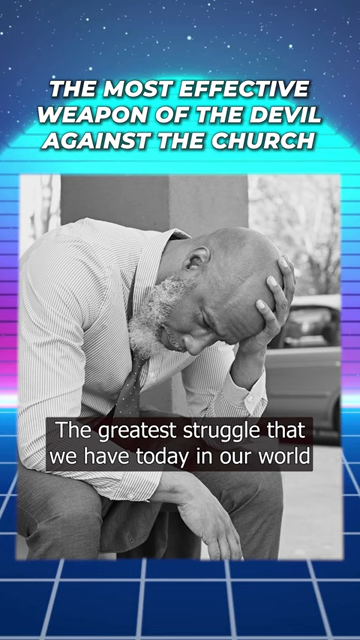 THE MOST EFFECTIVE
WEAPON OF THE DEVIL
AGAINST THE CHURCH
The greatest struggle that
we have today in our world